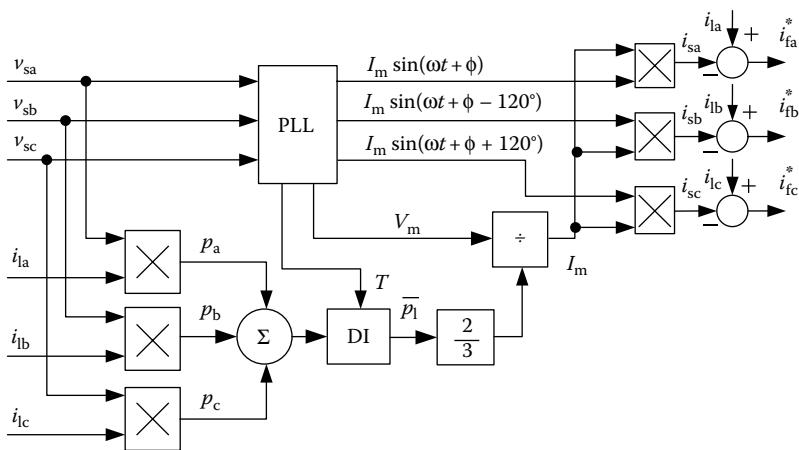 i_la
+
i*_fa
v_sa
I_m sin(ωt + ϕ)
i_sa
−
v_sb
PLL
I_m sin(ωt + ϕ − 120°)
i_sb
i_lb
+
i*_fb
−
v_sc
I_m sin(ωt + ϕ + 120°)
i_sc
i_lc
+
i*_fc
−
V_m
÷
I_m
i_la
p_a
T
i_lb
p_b
Σ
DI
p̅_l
2/3
i_lc
p_c